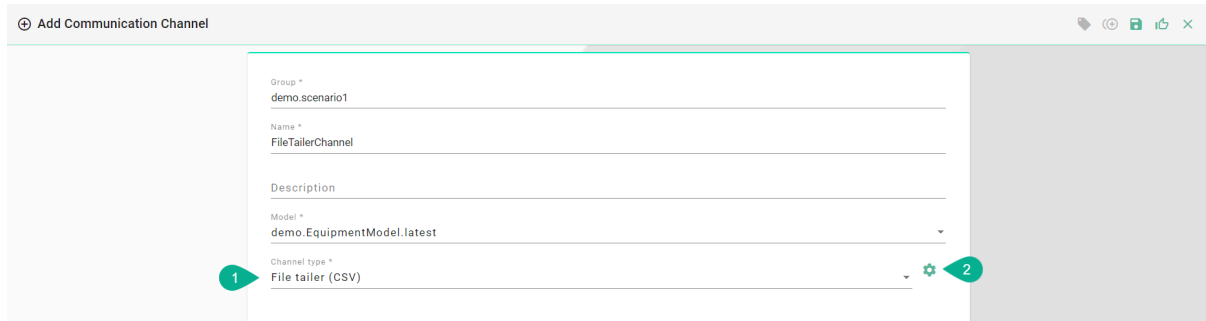 Add Communication Channel
Group *
demo.scenario1
Name *
FileTailerChannel
Description
Model *
demo.EquipmentModel.latest
Channel type *
1
File tailer (CSV)
2